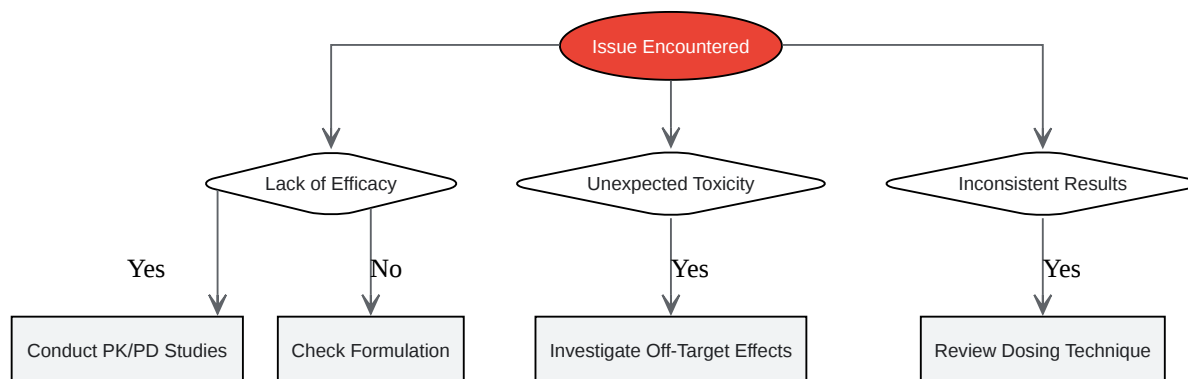 Issue Encountered
Lack of Efficacy
Unexpected Toxicity
Inconsistent Results
Yes
No
Yes
Yes
Conduct PK/PD Studies
Check Formulation
Investigate Off-Target Effects
Review Dosing Technique